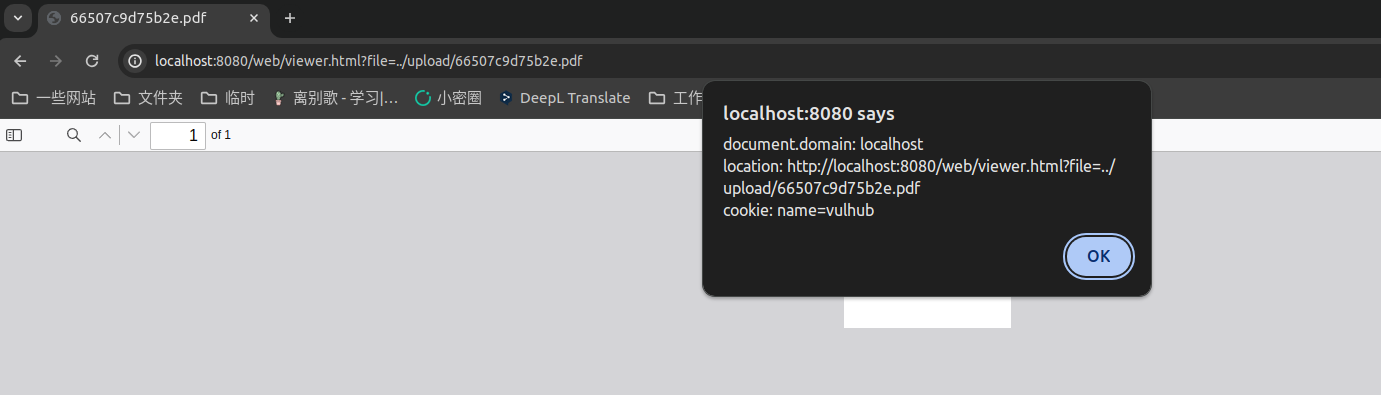 66507c9d75b2e.pdf
localhost:8080/web/viewer.html?file=../upload/66507c9d75b2e.pdf
一些网站 文件夹 临时 离别歌 - 学习|... 小密圈 DeepL Translate 工作
1 of 1
localhost:8080 says
document.domain: localhost
location: http://localhost:8080/web/viewer.html?file=../
upload/66507c9d75b2e.pdf
cookie: name=vulhub
OK